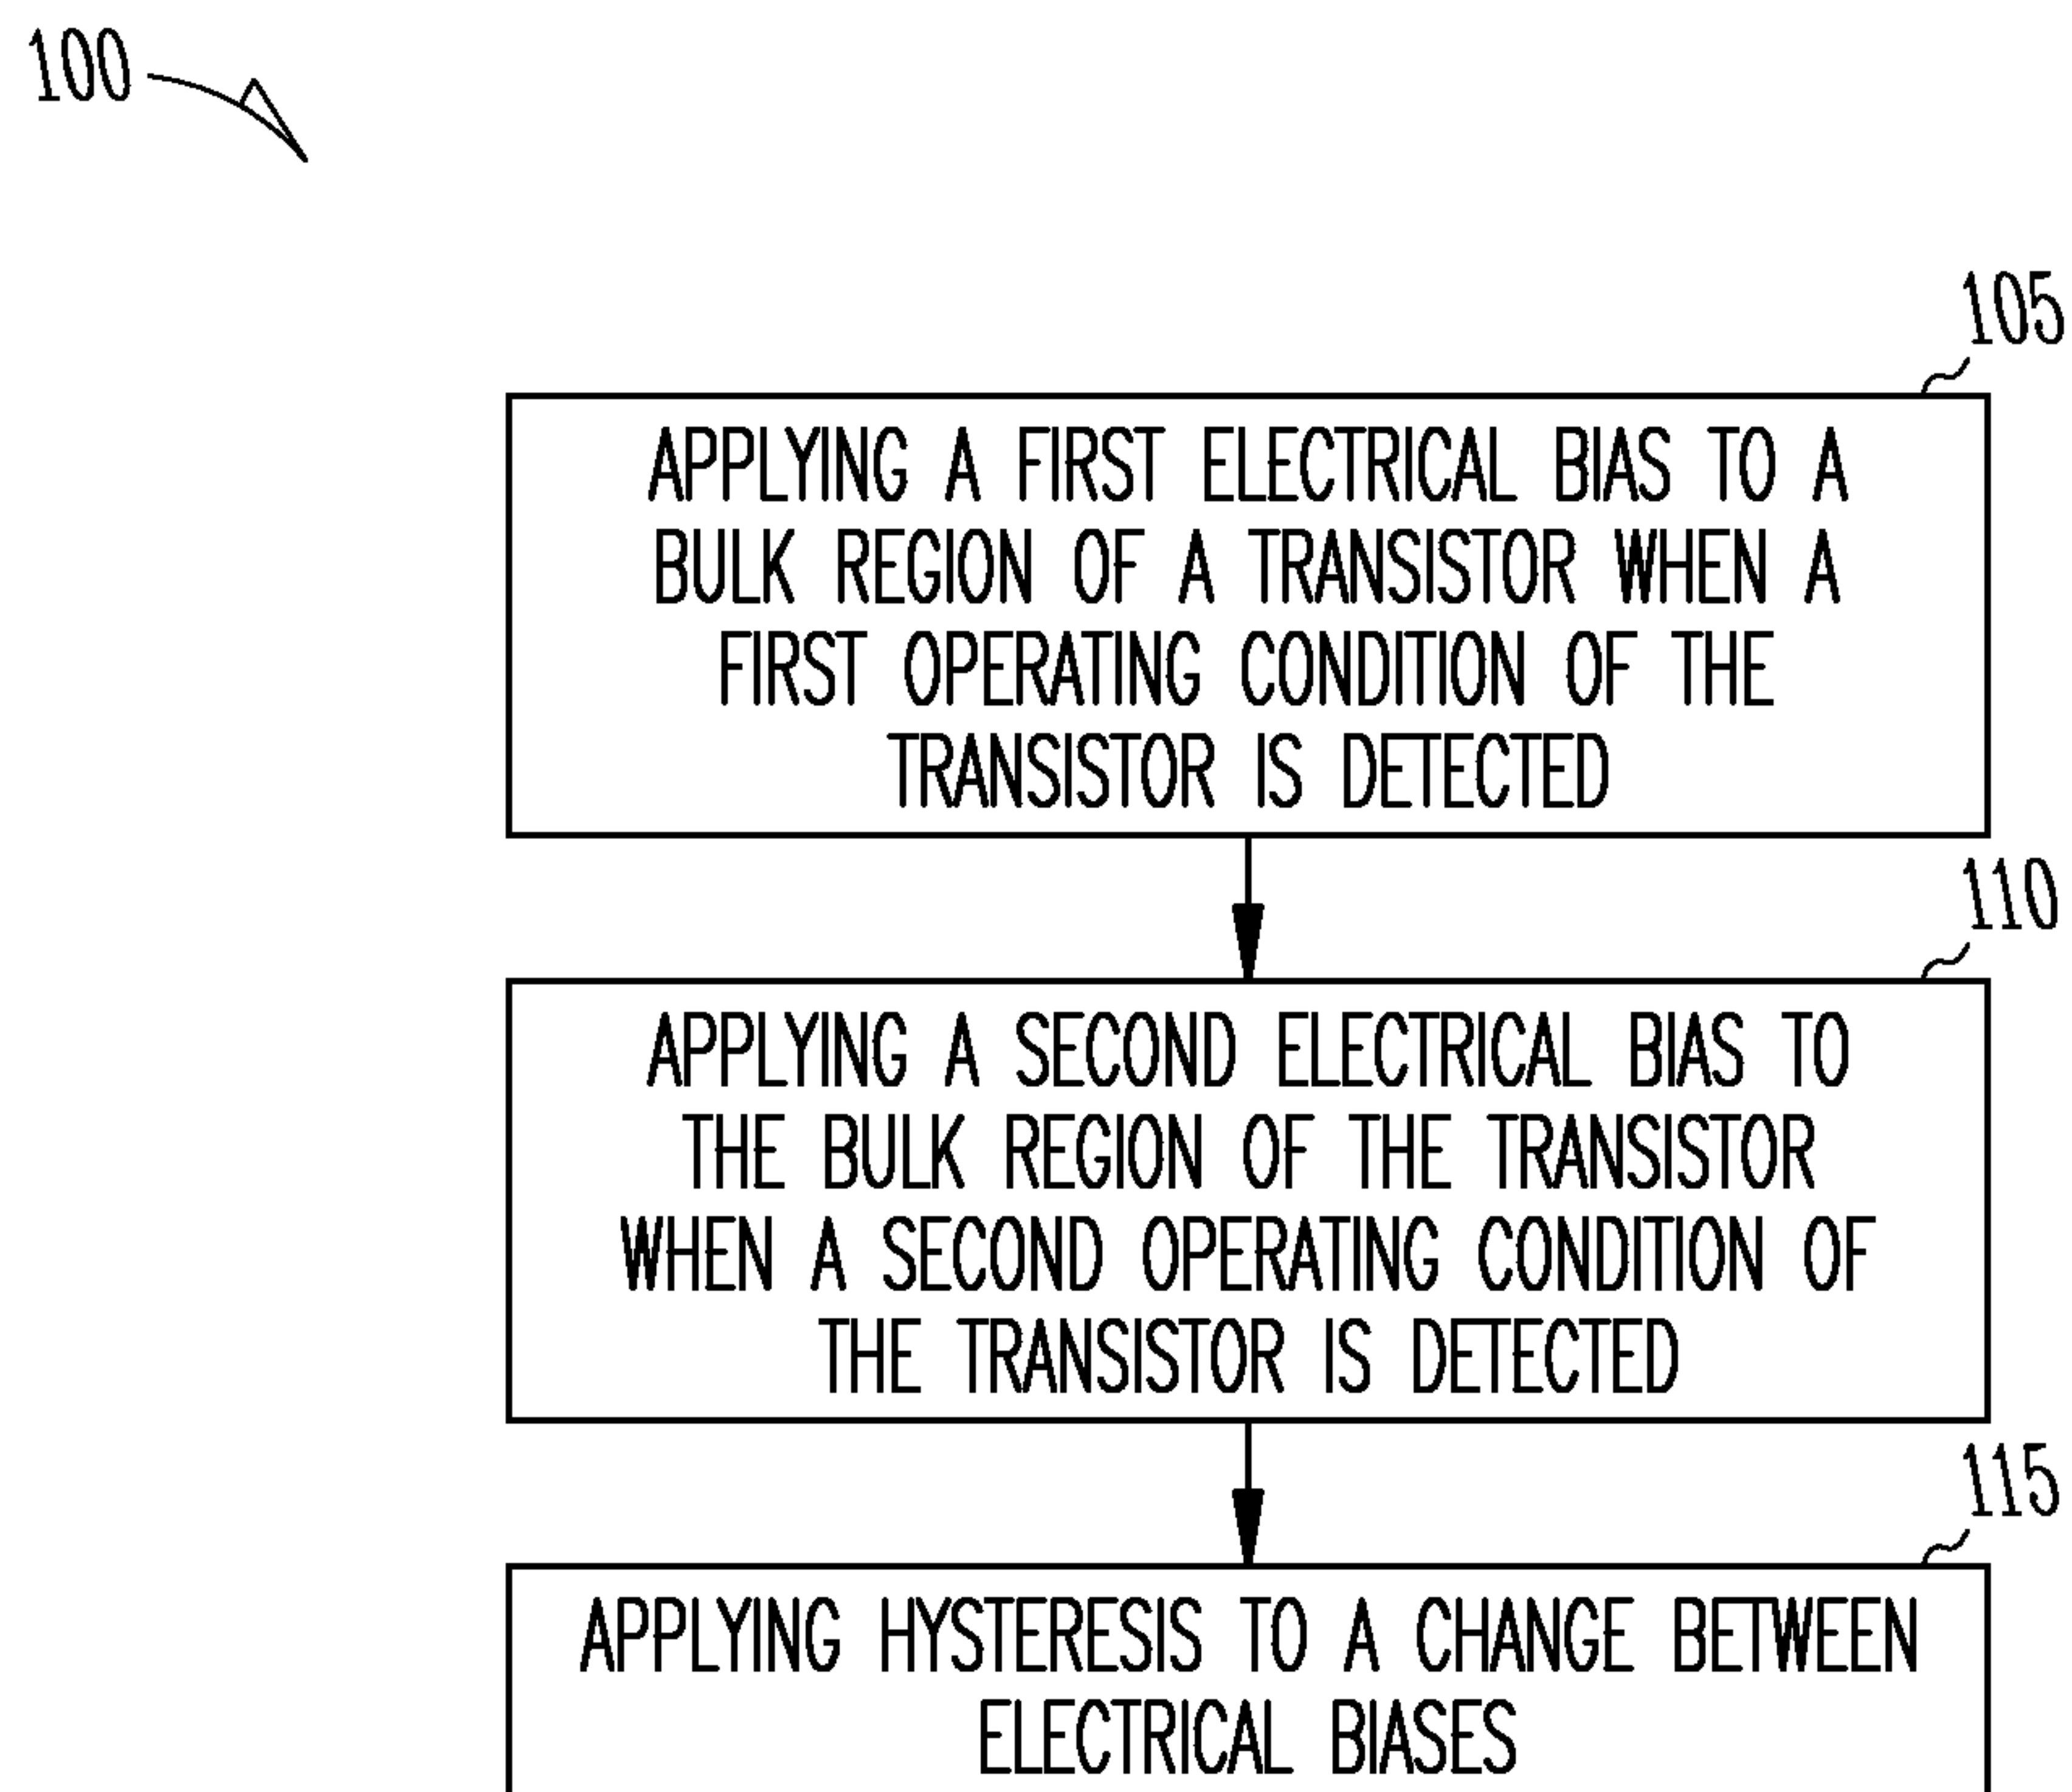 100
105
APPLYING A FIRST ELECTRICAL BIAS TO A
BULK REGION OF A TRANSISTOR WHEN A
FIRST OPERATING CONDITION OF THE
TRANSISTOR IS DETECTED
110
APPLYING A SECOND ELECTRICAL BIAS TO
THE BULK REGION OF THE TRANSISTOR
WHEN A SECOND OPERATING CONDITION OF
THE TRANSISTOR IS DETECTED
115
APPLYING HYSTERESIS TO A CHANGE BETWEEN
ELECTRICAL BIASES